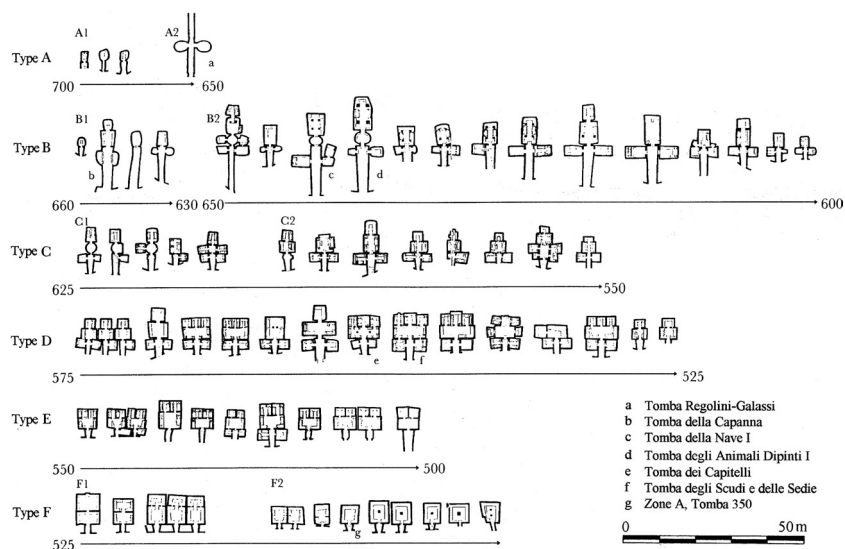 A1 A2
Type A
a
700 650
B1 B2
Type B
b c d
660 630 650 600
C1 C2
Type C
625 550
Type D
e f
575 525
Type E
550 500
F1 F2
Type F
g
525
a Tomba Regolini-Galassi
b Tomba della Capanna
c Tomba della Nave I
d Tomba degli Animali Dipinti I
e Tomba dei Capitelli
f Tomba degli Scudi e delle Sedie
g Zone A, Tomba 350
0 50 m